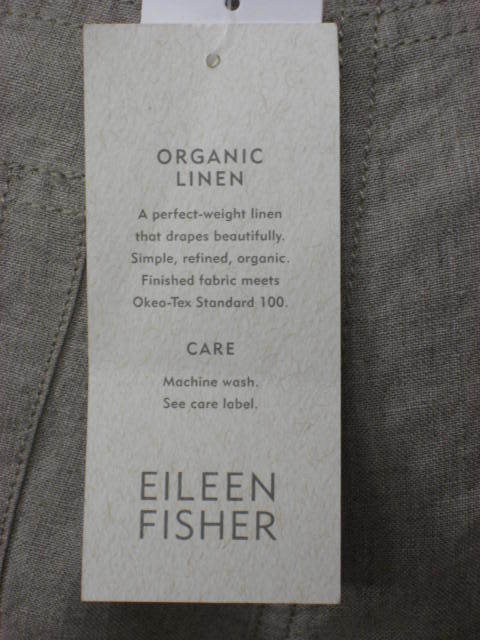 ORGANIC
LINEN
A perfect-weight linen
that drapes beautifully.
Simple, refined, organic.
Finished fabric meets
Okeo-Tex Standard 100.
CARE
Machine wash.
See care label.
EILEEN
FISHER